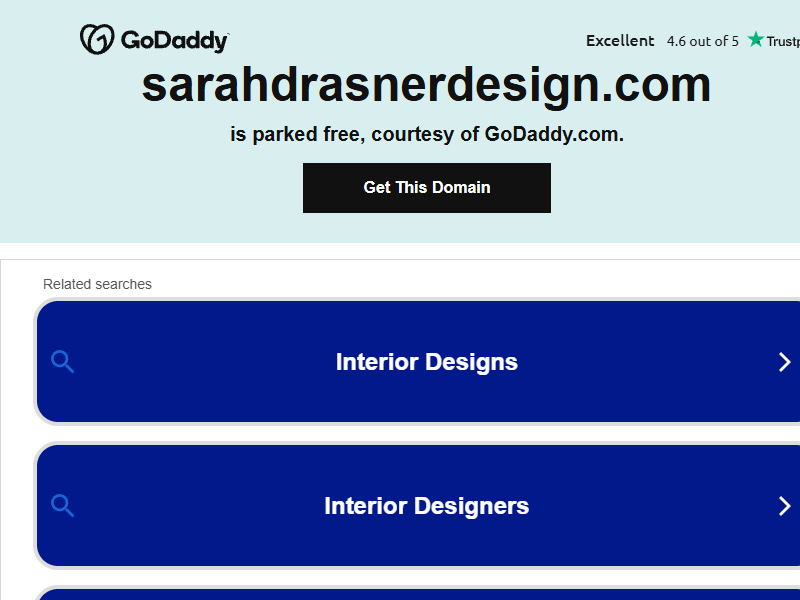 GoDaddy
Excellent 4.6 out of 5 Trustp
sarahdrasnerdesign.com
is parked free, courtesy of GoDaddy.com.
Get This Domain
Related searches
Interior Designs
Interior Designers